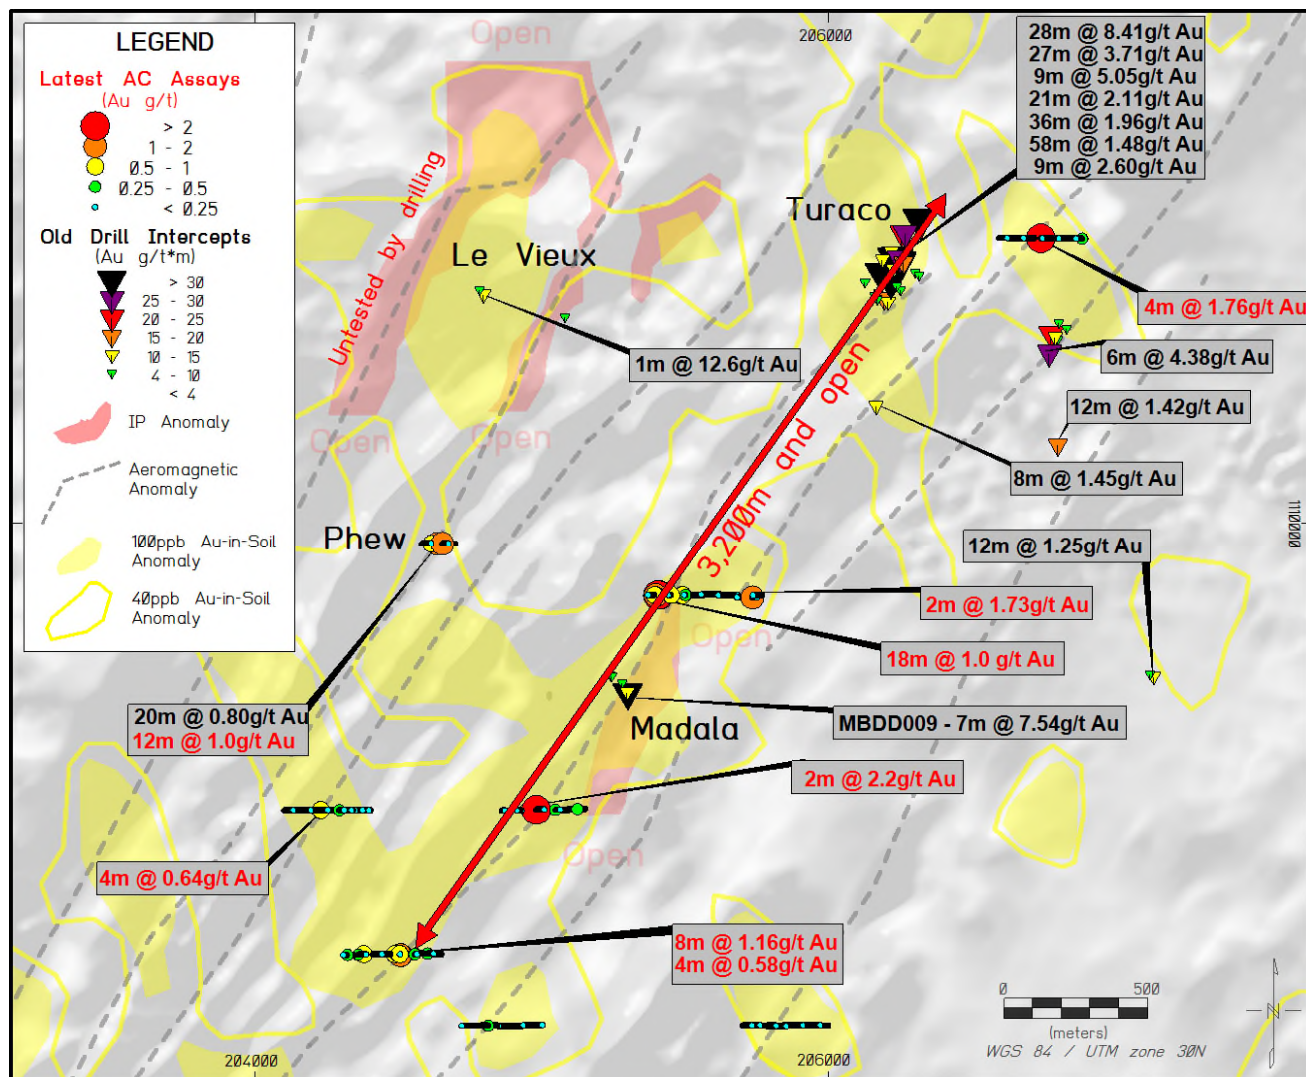 LEGEND
Latest AC Assays
(Au g/t)
> 2
1 - 2
0.5 - 1
0.25 - 0.5
< 0.25
Old Drill Intercepts
(Au g/t*m)
> 30
25 - 30
20 - 25
15 - 20
10 - 15
4 - 10
< 4
IP Anomaly
Aeromagnetic
Anomaly
100ppb Au-in-Soil
Anomaly
40ppb Au-in-Soil
Anomaly
Open
206000
28m @ 8.41g/t Au
27m @ 3.71g/t Au
9m @ 5.05g/t Au
21m @ 2.11g/t Au
36m @ 1.96g/t Au
58m @ 1.48g/t Au
9m @ 2.60g/t Au
Untested by drilling
Le Vieux
Turaco
4m @ 1.76g/t Au
1m @ 12.6g/t Au
6m @ 4.38g/t Au
12m @ 1.42g/t Au
Open
Open
8m @ 1.45g/t Au
3,200m and open
1110000
Phew
12m @ 1.25g/t Au
2m @ 1.73g/t Au
Open
18m @ 1.0 g/t Au
20m @ 0.80g/t Au
12m @ 1.0g/t Au
Madala
MBDD009 - 7m @ 7.54g/t Au
2m @ 2.2g/t Au
Open
4m @ 0.64g/t Au
8m @ 1.16g/t Au
4m @ 0.58g/t Au
0 500
(meters)
WGS 84 / UTM zone 30N
N
204000
206000